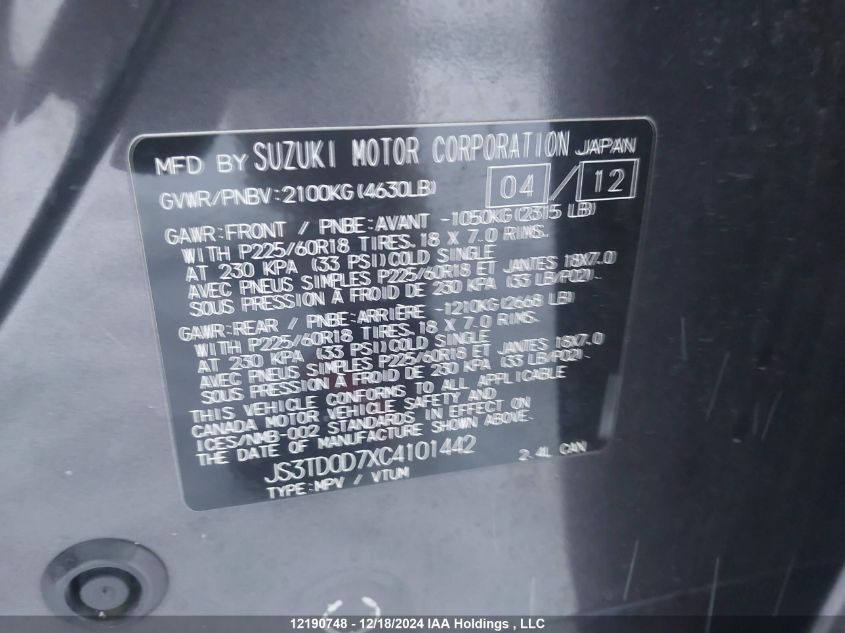 MFD BY SUZUKI MOTOR CORPORATION JAPAN
GVWR/PNBV:2100KG(4630LB) 04 / 12
GAWR:FRONT / PNBE:AVANT -1050KG(2315 LB)
WITH P225/60R18 TIRES, 18 X 7.0 RIMS,
AT 230 KPA (33 PSI)COLD SINGLE
AVEC PNEUS SIMPLES P225/60R18 ET JANTES 18X7.0
SOUS PRESSION À FROID DE 230 KPA (33 LB/PO2).
GAWR:REAR / PNBE:ARRIÈRE -1210KG(2668 LB)
WITH P225/60R18 TIRES, 18 X 7.0 RIMS,
AT 230 KPA (33 PSI)COLD SINGLE
AVEC PNEUS SIMPLES P225/60R18 ET JANTES 18X7.0
SOUS PRESSION À FROID DE 230 KPA (33 LB/PO2).
THIS VEHICLE CONFORMS TO ALL APPLICABLE
CANADA MOTOR VEHICLE SAFETY AND
ICES/NMB-002 STANDARDS IN EFFECT ON
THE DATE OF MANUFACTURE SHOWN ABOVE.
JS3TD0D7XC4101442 2.4L CAN
TYPE:MPV / VTUM
12190748 - 12/18/2024 IAA Holdings , LLC